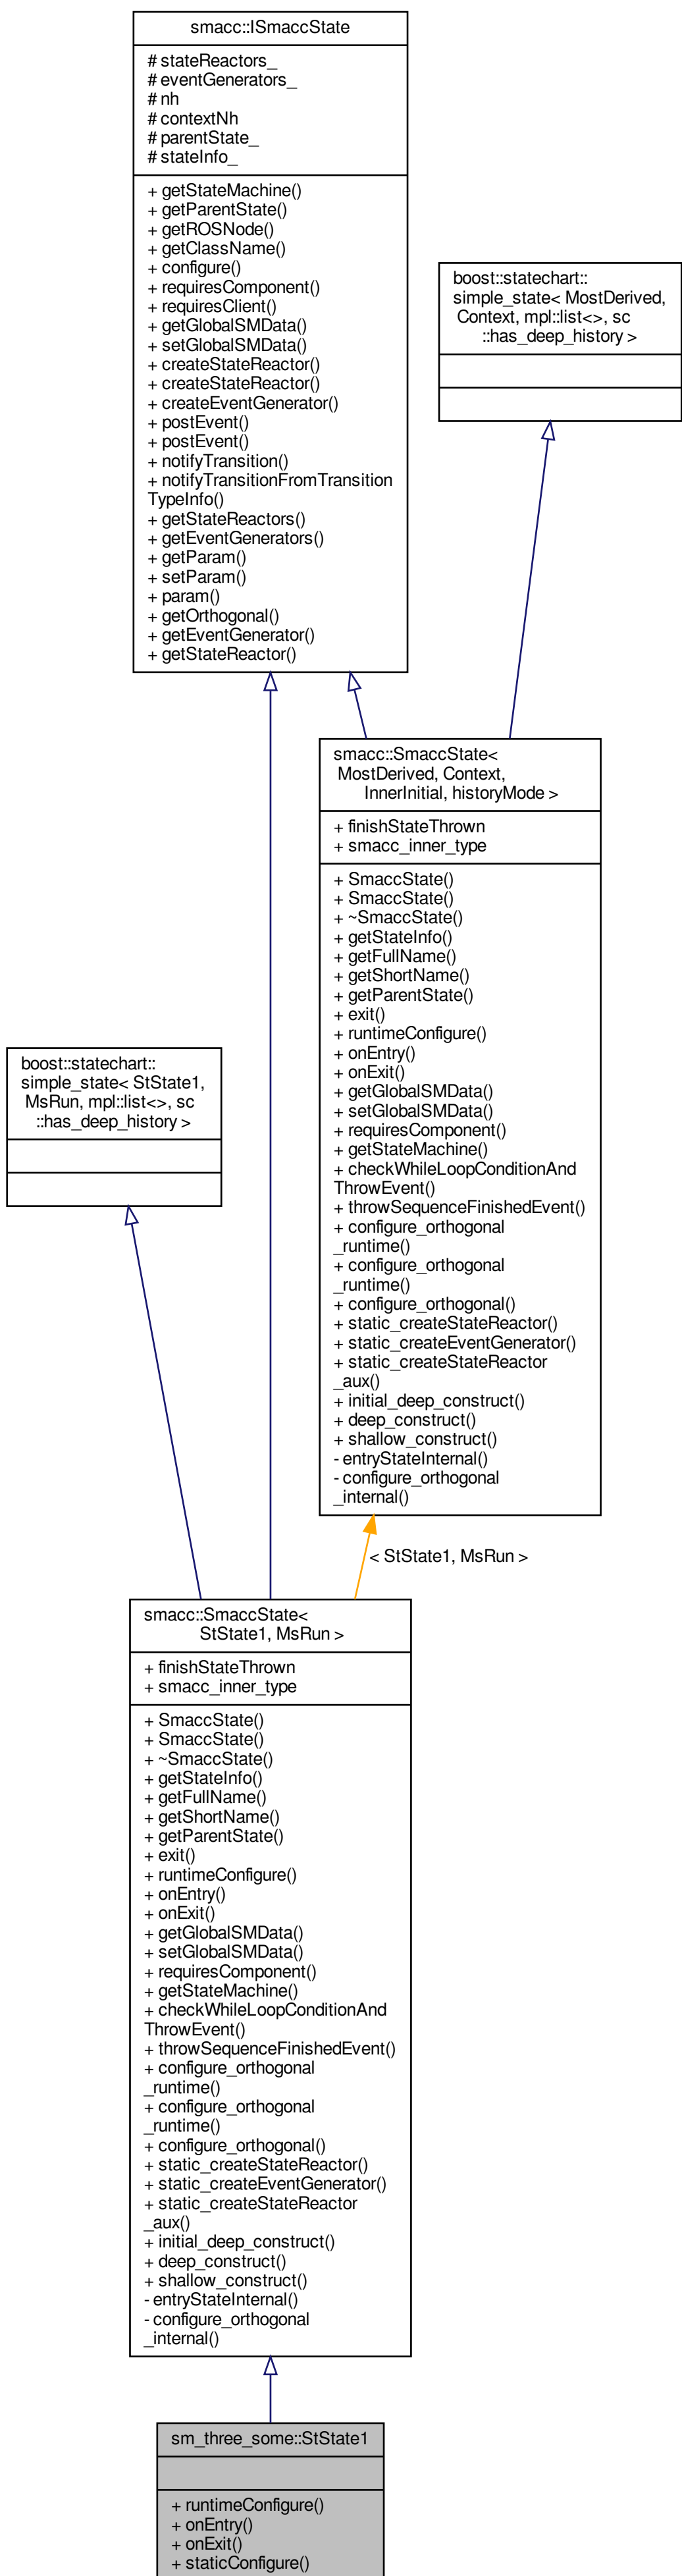 smacc::ISmaccState
# stateReactors_
# eventGenerators_
# nh
# contextNh
# parentState_
# stateInfo_
+ getStateMachine()
+ getParentState()
+ getROSNode()
+ getClassName()
+ configure()
+ requiresComponent()
+ requiresClient()
+ getGlobalSMData()
+ setGlobalSMData()
+ createStateReactor()
+ createStateReactor()
+ createEventGenerator()
+ postEvent()
+ postEvent()
+ notifyTransition()
+ notifyTransitionFromTransition
TypeInfo()
+ getStateReactors()
+ getEventGenerators()
+ getParam()
+ setParam()
+ param()
+ getOrthogonal()
+ getEventGenerator()
+ getStateReactor()
boost::statechart::
simple_state< MostDerived,
Context, mpl::list<>, sc
::has_deep_history >
smacc::SmaccState<
MostDerived, Context,
InnerInitial, historyMode >
+ finishStateThrown
+ smacc_inner_type
+ SmaccState()
+ SmaccState()
+ ~SmaccState()
+ getStateInfo()
+ getFullName()
+ getShortName()
+ getParentState()
+ exit()
+ runtimeConfigure()
+ onEntry()
+ onExit()
+ getGlobalSMData()
+ setGlobalSMData()
+ requiresComponent()
+ getStateMachine()
+ checkWhileLoopConditionAnd
ThrowEvent()
+ throwSequenceFinishedEvent()
+ configure_orthogonal
_runtime()
+ configure_orthogonal
_runtime()
+ configure_orthogonal()
+ static_createStateReactor()
+ static_createEventGenerator()
+ static_createStateReactor
_aux()
+ initial_deep_construct()
+ deep_construct()
+ shallow_construct()
- entryStateInternal()
- configure_orthogonal
_internal()
boost::statechart::
simple_state< StState1,
MsRun, mpl::list<>, sc
::has_deep_history >
< StState1, MsRun >
smacc::SmaccState<
StState1, MsRun >
+ finishStateThrown
+ smacc_inner_type
+ SmaccState()
+ SmaccState()
+ ~SmaccState()
+ getStateInfo()
+ getFullName()
+ getShortName()
+ getParentState()
+ exit()
+ runtimeConfigure()
+ onEntry()
+ onExit()
+ getGlobalSMData()
+ setGlobalSMData()
+ requiresComponent()
+ getStateMachine()
+ checkWhileLoopConditionAnd
ThrowEvent()
+ throwSequenceFinishedEvent()
+ configure_orthogonal
_runtime()
+ configure_orthogonal
_runtime()
+ configure_orthogonal()
+ static_createStateReactor()
+ static_createEventGenerator()
+ static_createStateReactor
_aux()
+ initial_deep_construct()
+ deep_construct()
+ shallow_construct()
- entryStateInternal()
- configure_orthogonal
_internal()
sm_three_some::StState1
+ runtimeConfigure()
+ onEntry()
+ onExit()
+ staticConfigure()